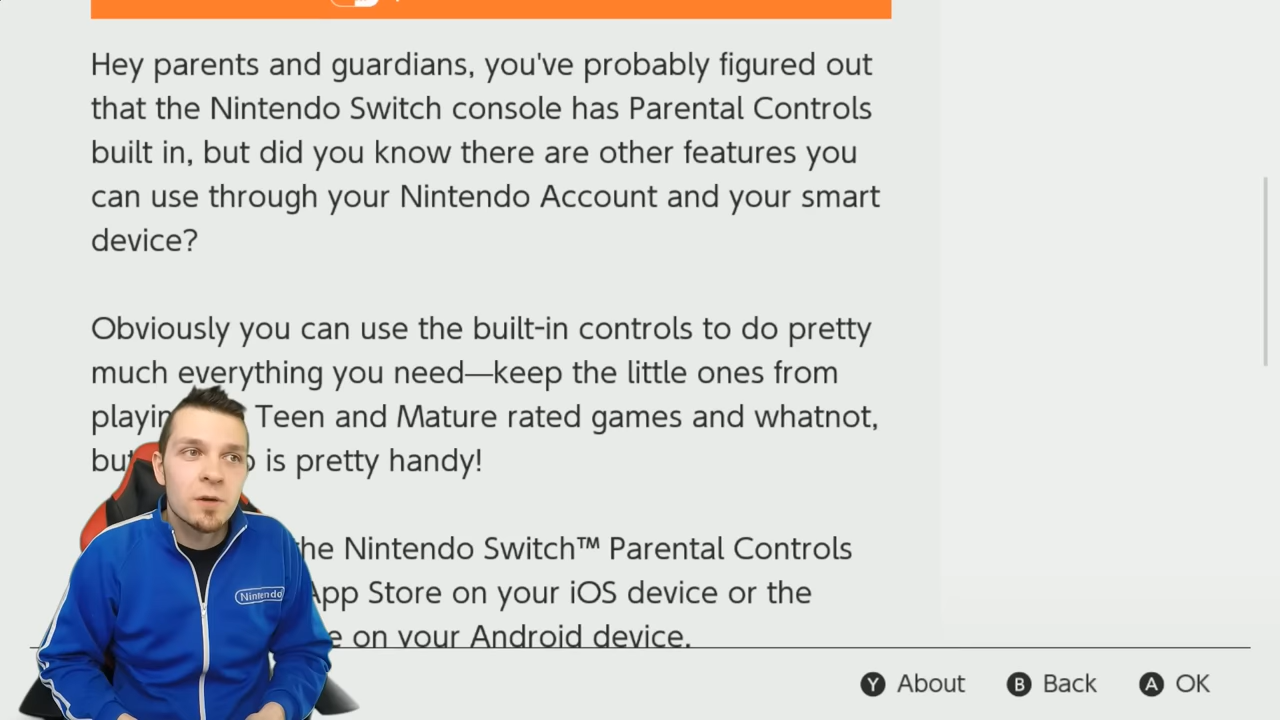 Hey parents and guardians, you've probably figured out
that the Nintendo Switch console has Parental Controls
built in, but did you know there are other features you
can use through your Nintendo Account and your smart
device?
Obviously you can use the built-in controls to do pretty
much everything you need—keep the little ones from
Teen and Mature rated games and whatnot,
is pretty handy!
the Nintendo Switch™ Parental Controls
App Store on your iOS device or the
on your Android device.
Nintendo
Y About B Back A OK